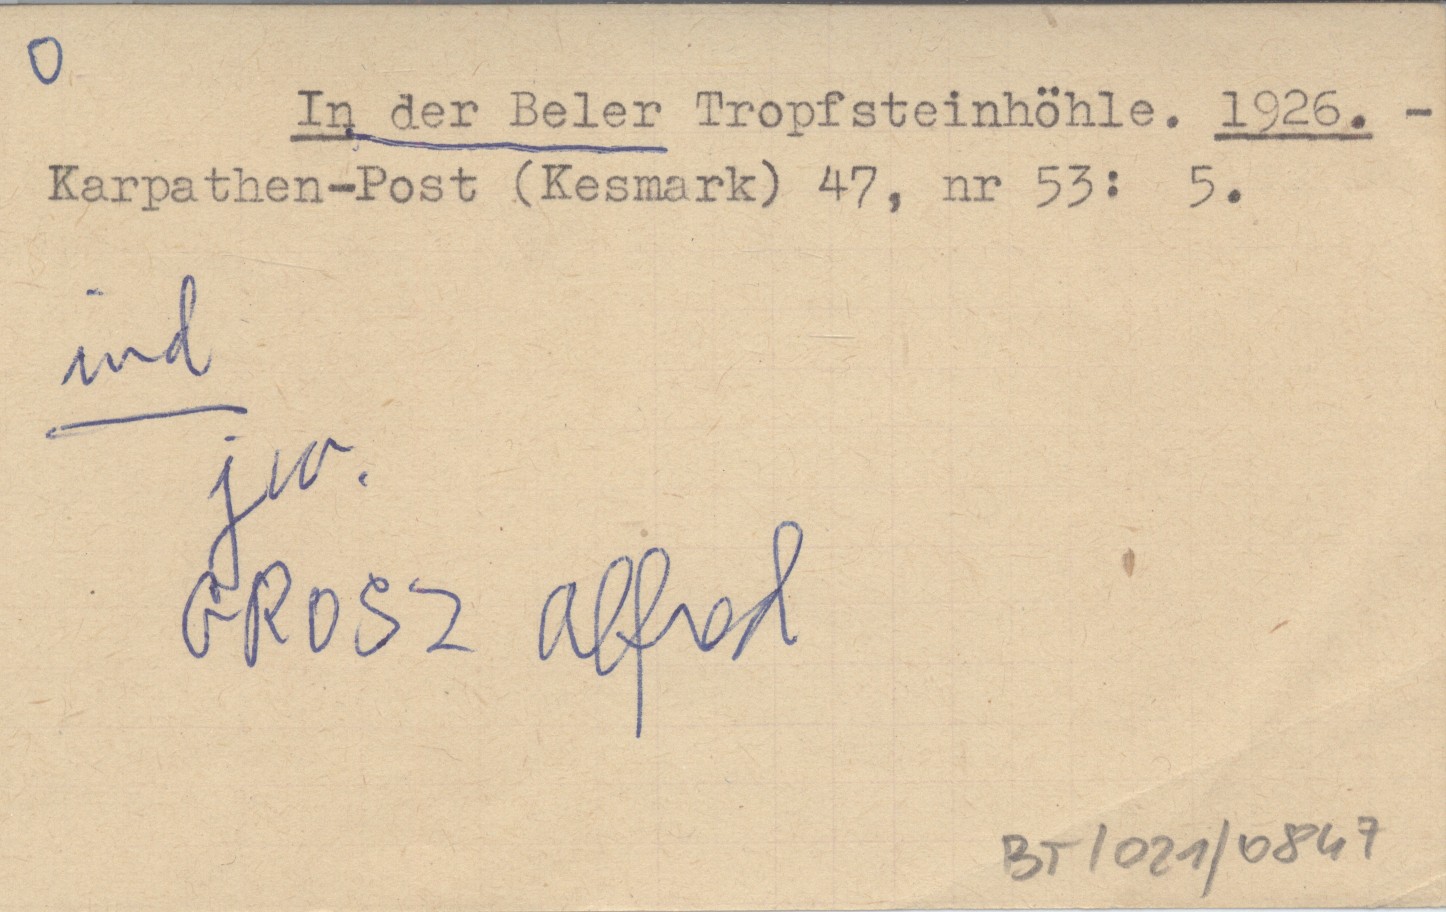 O
In der Beler Tropfsteinhöhle. 1926. -
Karpathen-Post (Kesmark) 47, nr 53: 5.
ind
jw.
GROSZ Alfred
BT/021/0847